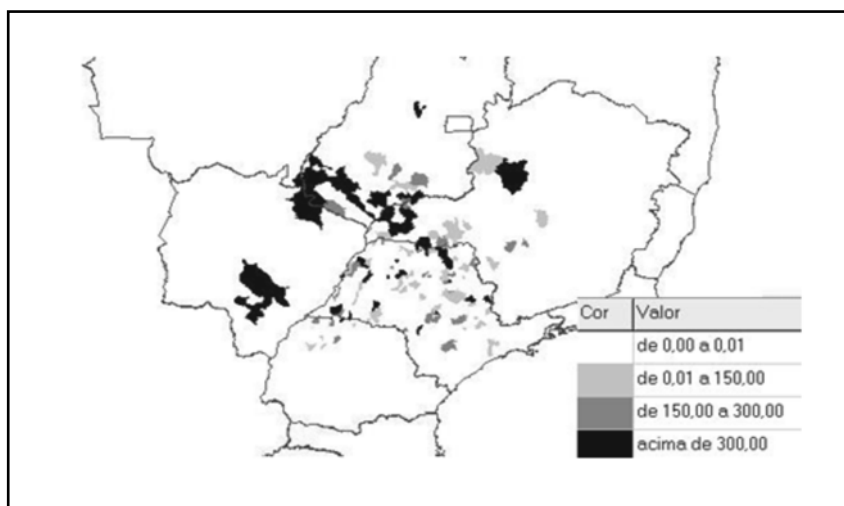 Cor Valor
de 0,00 a 0,01
de 0,01 a 150,00
de 150,00 a 300,00
acima de 300,00